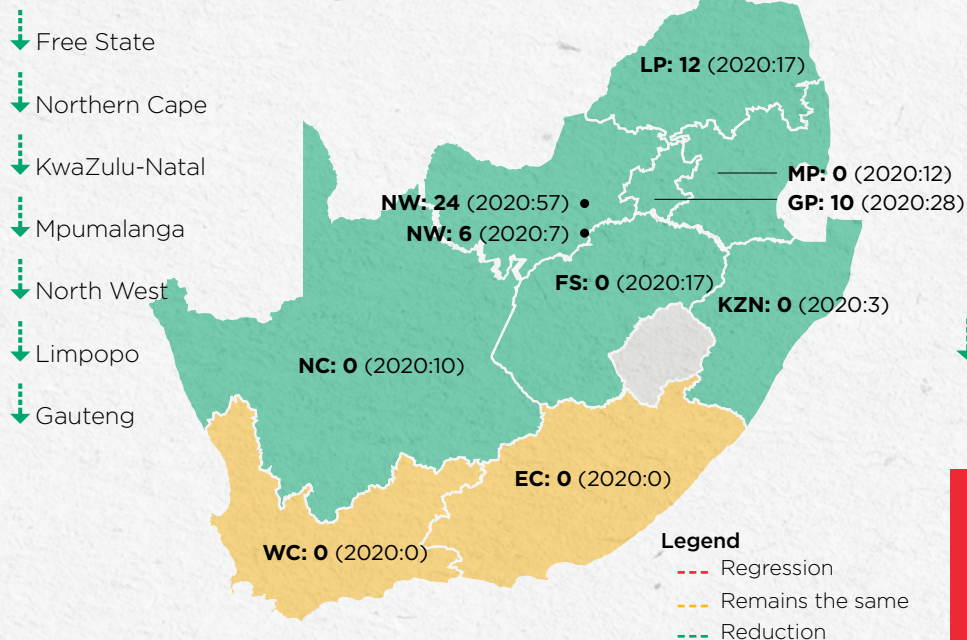 Free State
Northern Cape
KwaZulu-Natal
Mpumalanga
North West
Limpopo
Gauteng
LP: 12 (2020:17)
MP: 0 (2020:12)
GP: 10 (2020:28)
NW: 24 (2020:57)
NW: 6 (2020:7)
FS: 0 (2020:17)
KZN: 0 (2020:3)
NC: 0 (2020:10)
EC: 0 (2020:0)
WC: 0 (2020:0)
Legend
Regression
Remains the same
Reduction